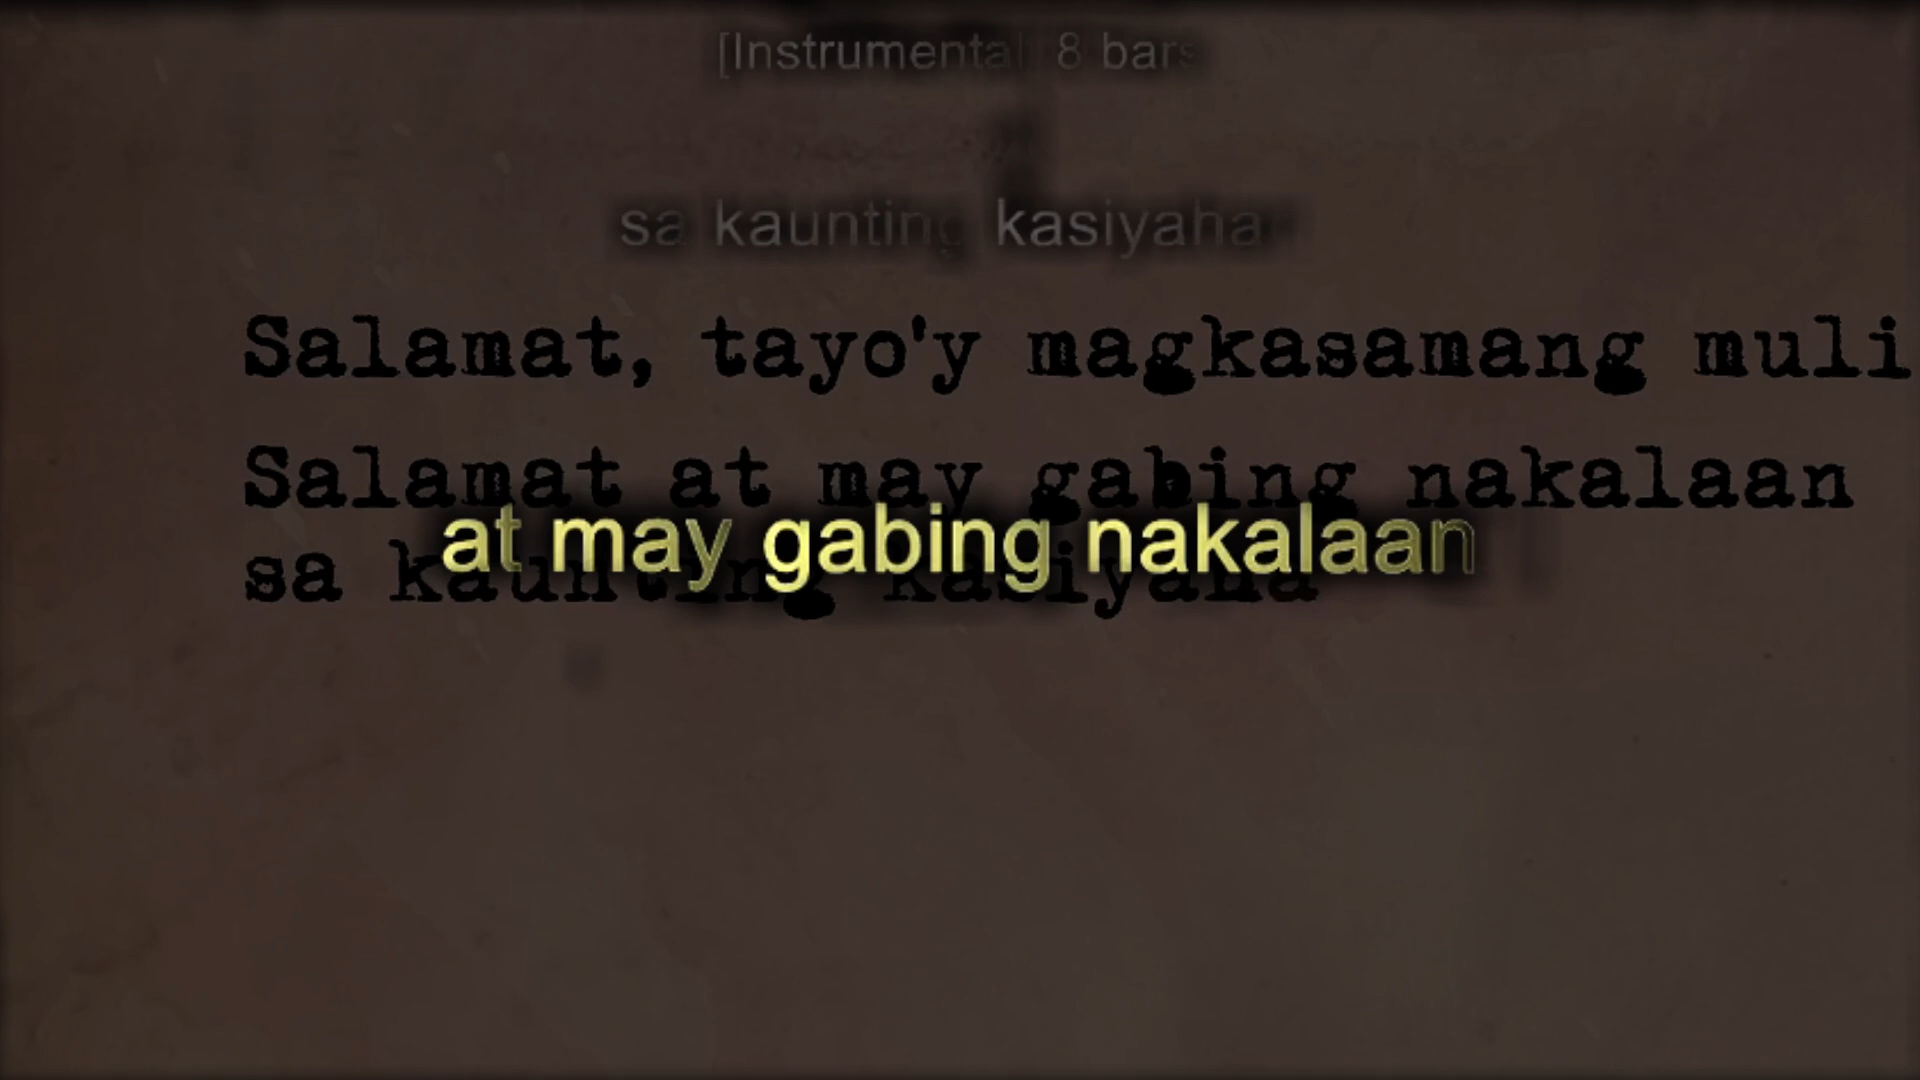 [Instrumental] 8 bars
sa kaunting kasiyahan
Salamat, tayo'y magkasamang muli
Salamat at may gabing nakalaan
at may gabing nakalaan
sa kaunting kasiyaha